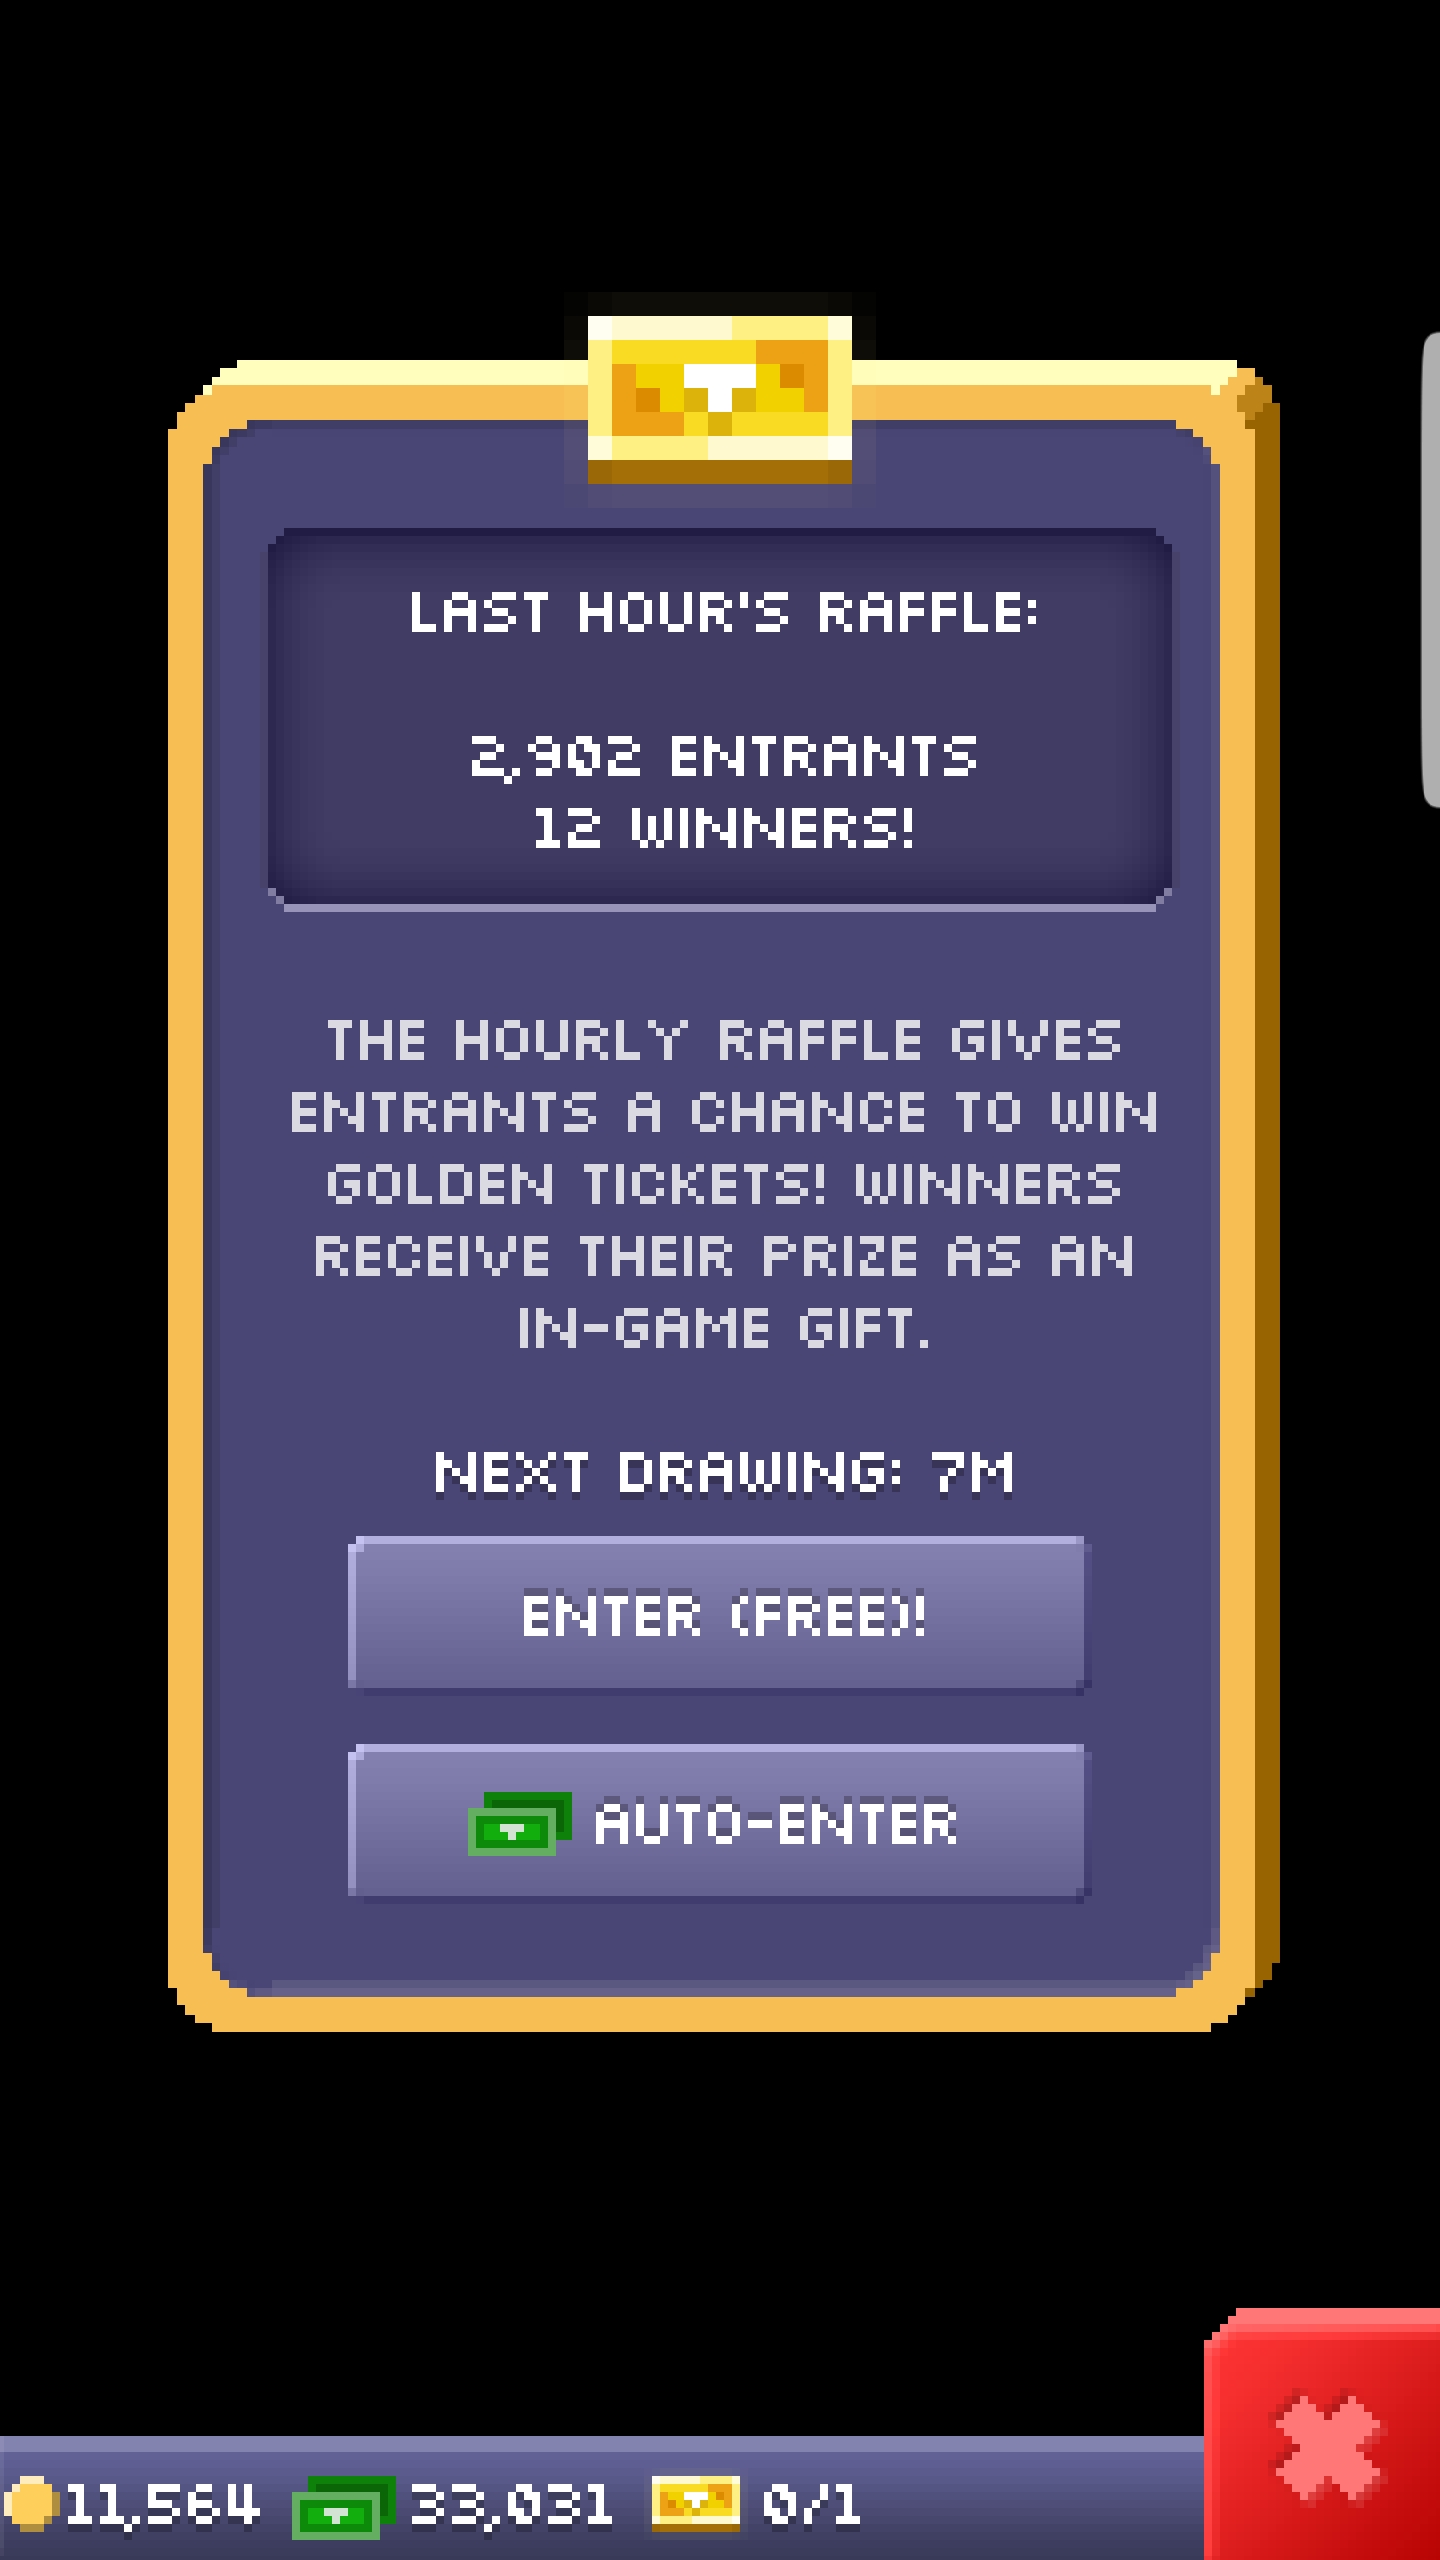 LAST HOUR'S RAFFLE:
2,902 ENTRANTS
12 WINNERS!
THE HOURLY RAFFLE GIVES
ENTRANTS A CHANCE TO WIN
GOLDEN TICKETS! WINNERS
RECEIVE THEIR PRIZE AS AN
IN-GAME GIFT.
NEXT DRAWING: 7M
ENTER (FREE)!
AUTO-ENTER
11,564 33,031 0/1